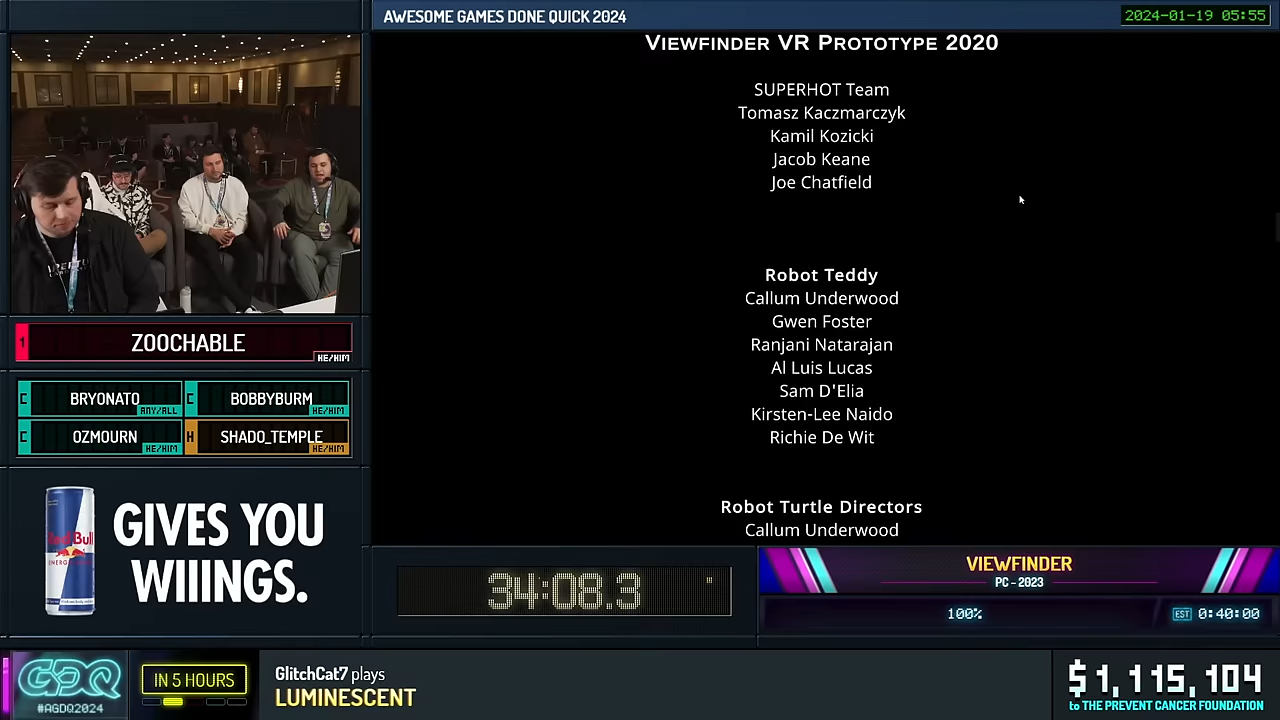 AWESOME GAMES DONE QUICK 2024
2024-01-19 05:55
VIEWFINDER VR PROTOTYPE 2020
SUPERHOT Team
Tomasz Kaczmarczyk
Kamil Kozicki
Jacob Keane
Joe Chatfield
Robot Teddy
Callum Underwood
Gwen Foster
Ranjani Natarajan
Al Luis Lucas
Sam D'Elia
Kirsten-Lee Naido
Richie De Wit
Robot Turtle Directors
Callum Underwood
1 ZOOCHABLE
HE/HIM
C BRYONATO
ANY/ALL
C BOBBYBURM
HE/HIM
C OZMOURN
HE/HIM
H SHADO_TEMPLE
HE/HIM
Red Bull
GIVES YOU
WIIINGS.
34:08.3
VIEWFINDER
PC - 2023
100%
EST 0:40:00
GDQ
#AGDQ2024
IN 5 HOURS
GlitchCat7 plays
LUMINESCENT
$1,115,104
to THE PREVENT CANCER FOUNDATION